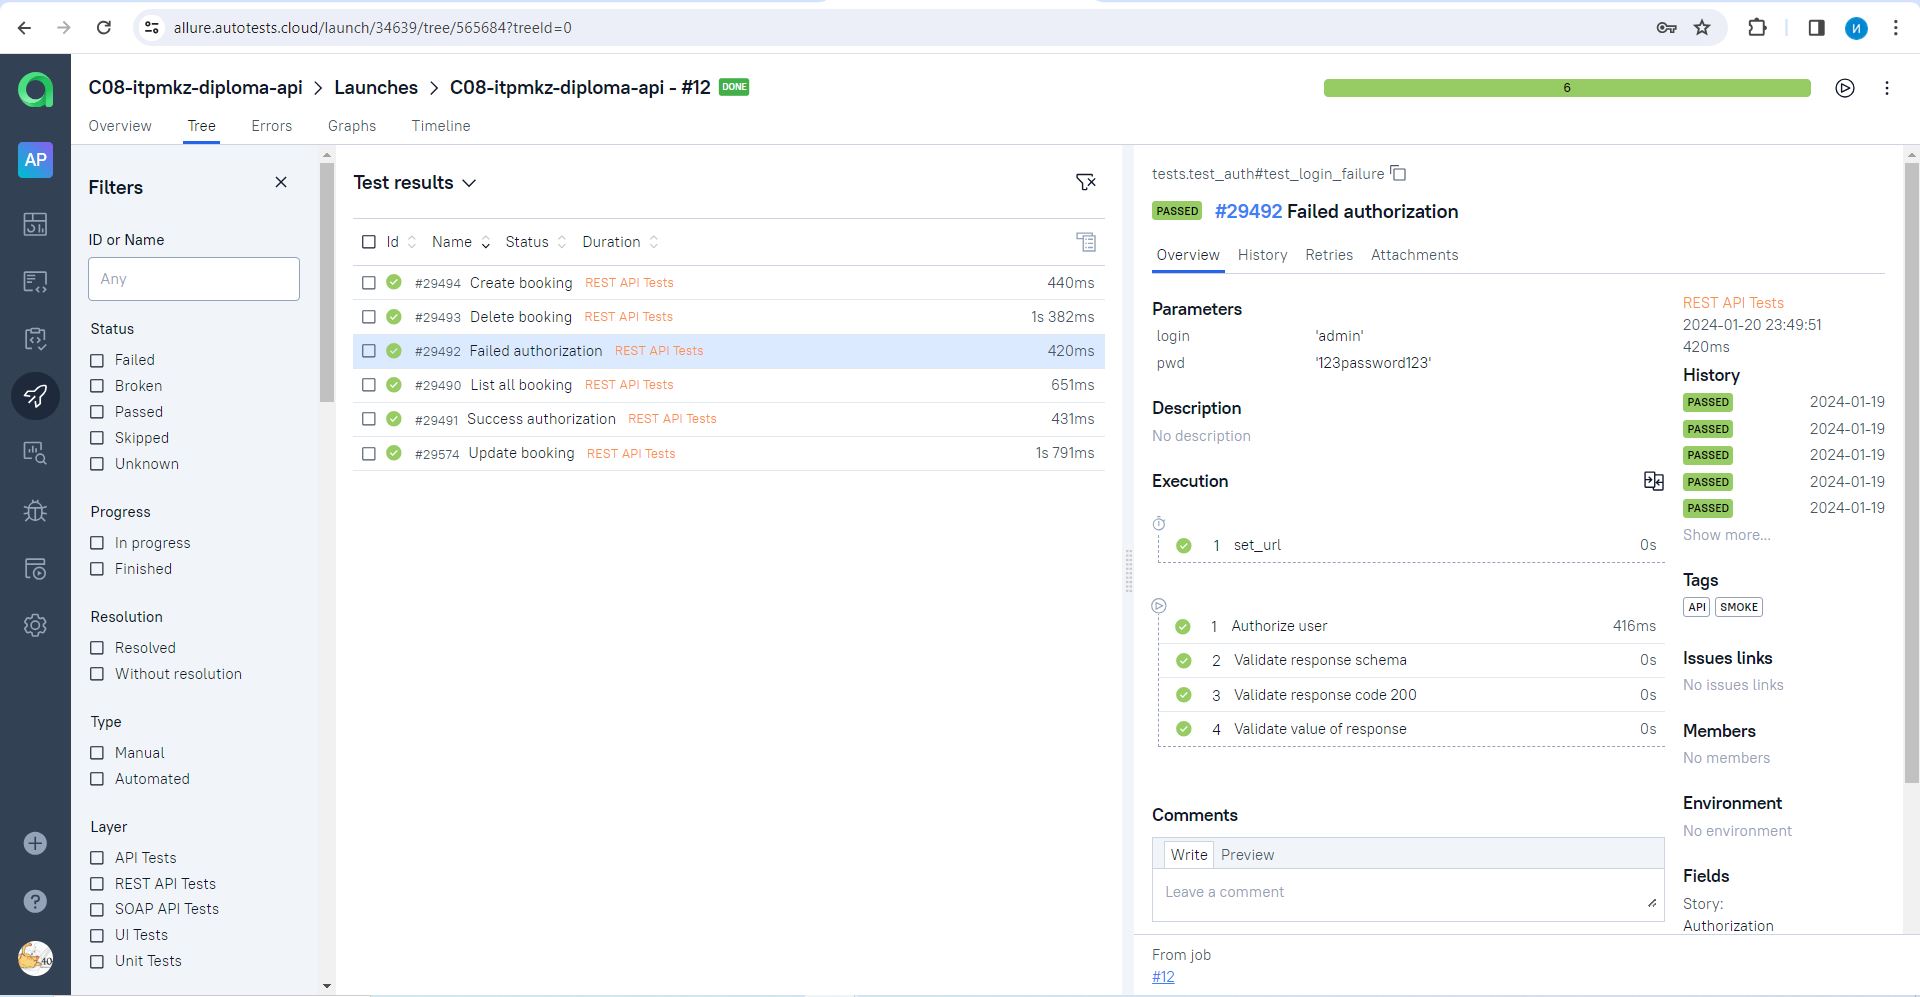 allure.autotests.cloud/launch/34639/tree/565684?treeId=0
И
C08-itpmkz-diploma-api > Launches > C08-itpmkz-diploma-api - #12 DONE
6
Overview Tree Errors Graphs Timeline
AP
Filters
ID or Name
Any
Status
Failed
Broken
Passed
Skipped
Unknown
Progress
In progress
Finished
Resolution
Resolved
Without resolution
Type
Manual
Automated
Layer
API Tests
REST API Tests
SOAP API Tests
UI Tests
Unit Tests
Test results
Id Name Status Duration
#29494 Create booking REST API Tests 440ms
#29493 Delete booking REST API Tests 1s 382ms
#29492 Failed authorization REST API Tests 420ms
#29490 List all booking REST API Tests 651ms
#29491 Success authorization REST API Tests 431ms
#29574 Update booking REST API Tests 1s 791ms
tests.test_auth#test_login_failure
PASSED #29492 Failed authorization
Overview History Retries Attachments
Parameters
login 'admin'
pwd '123password123'
Description
No description
Execution
1 set_url 0s
1 Authorize user 416ms
2 Validate response schema 0s
3 Validate response code 200 0s
4 Validate value of response 0s
Comments
Write Preview
Leave a comment
REST API Tests
2024-01-20 23:49:51
420ms
History
PASSED 2024-01-19
PASSED 2024-01-19
PASSED 2024-01-19
PASSED 2024-01-19
PASSED 2024-01-19
Show more...
Tags
API SMOKE
Issues links
No issues links
Members
No members
Environment
No environment
Fields
Story:
Authorization
From job
#12